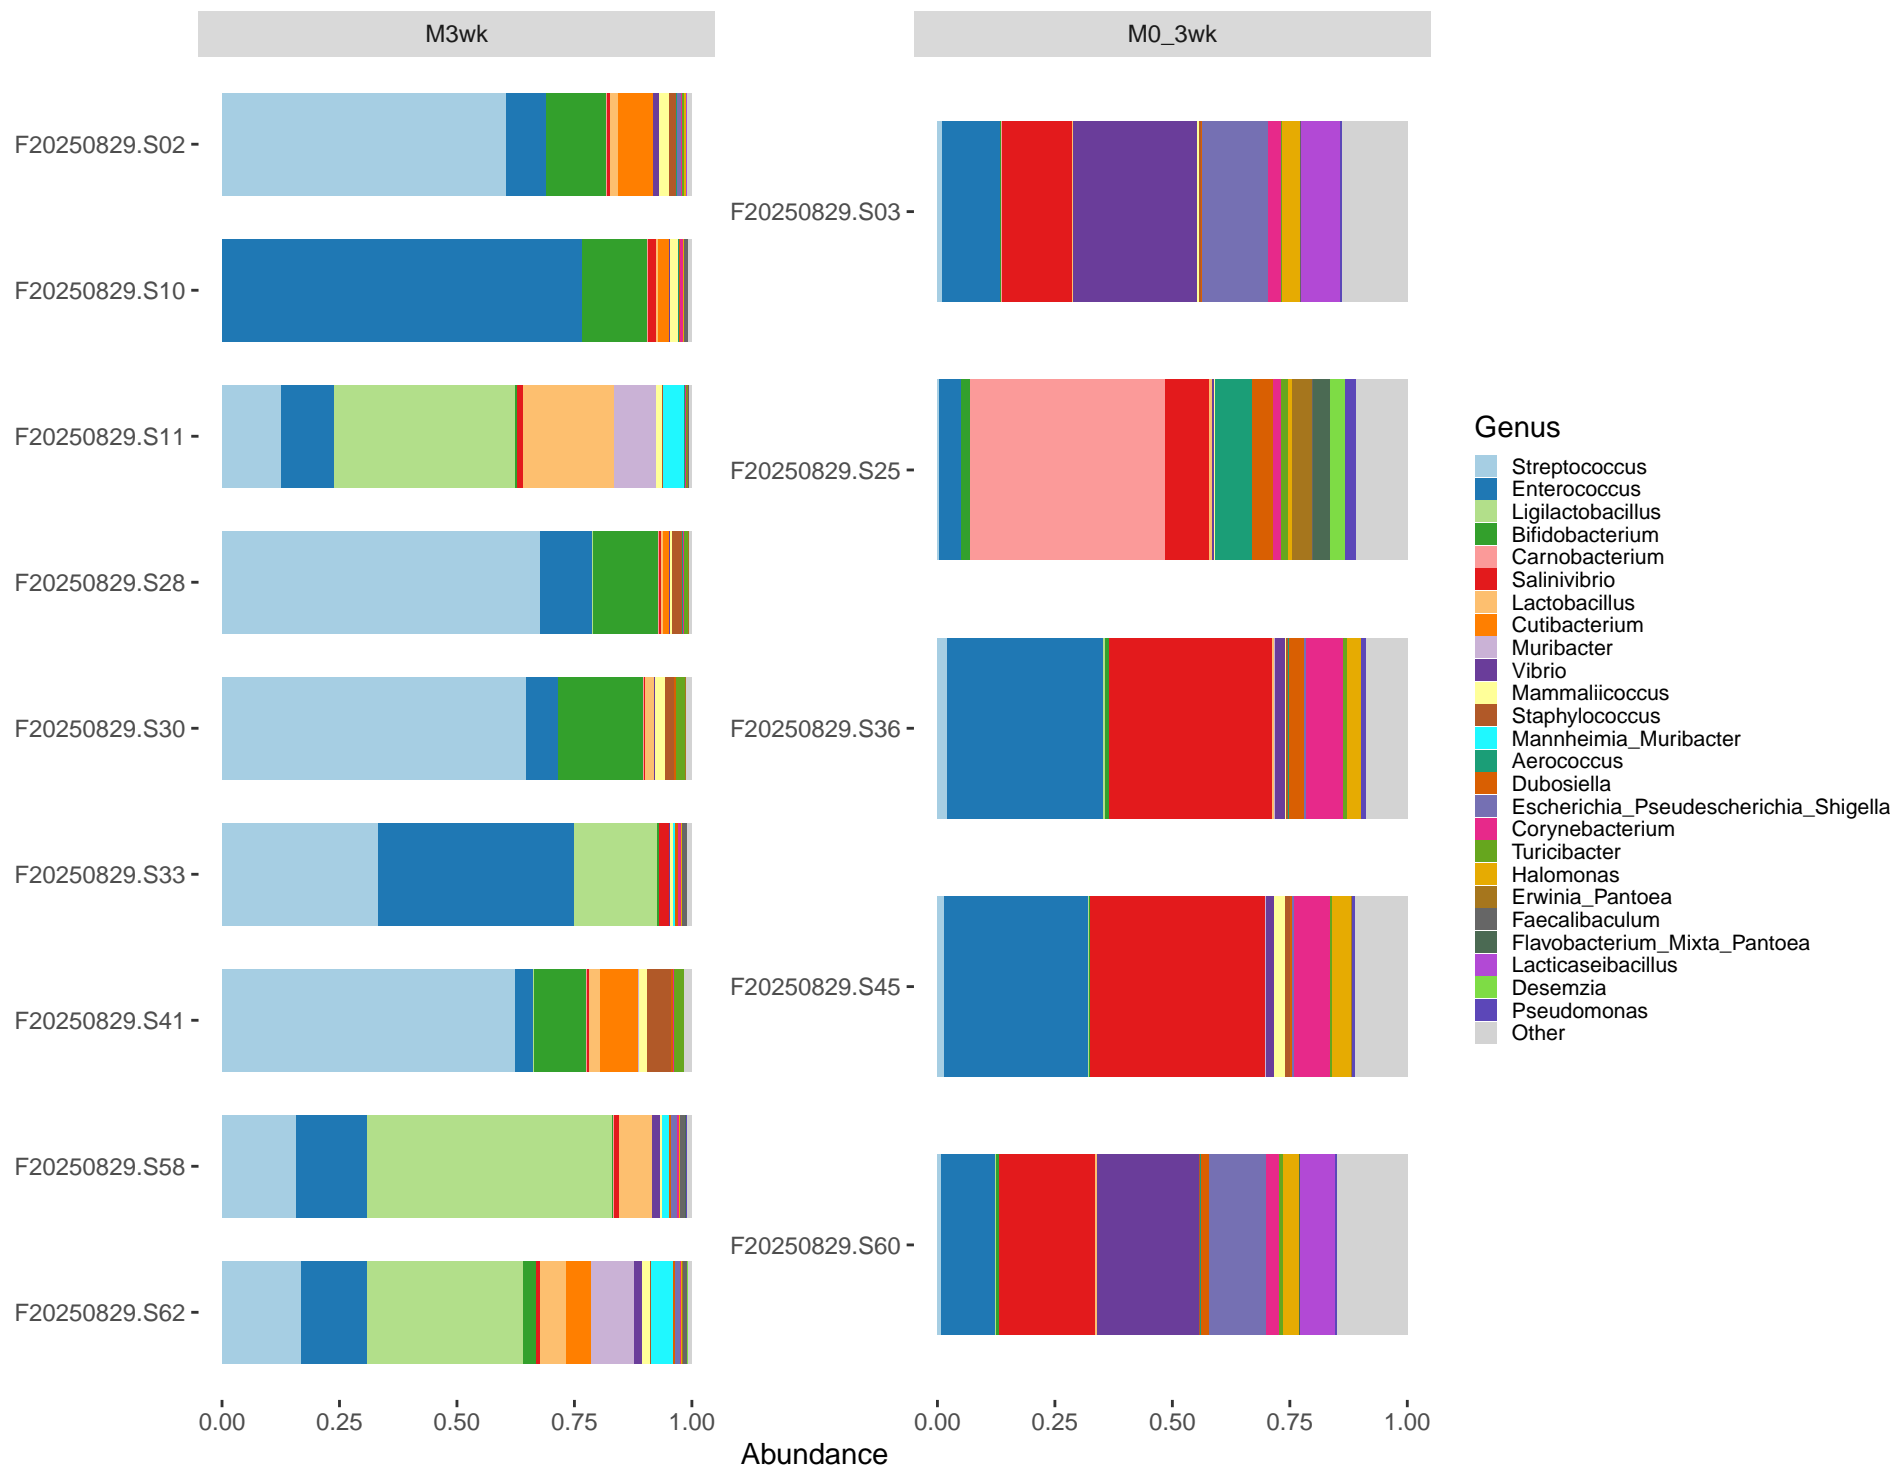 M3wk
M0_3wk
F20250829.S02
F20250829.S10
F20250829.S11
F20250829.S28
F20250829.S30
F20250829.S33
F20250829.S41
F20250829.S58
F20250829.S62
0.00 0.25 0.50 0.75 1.00
F20250829.S03
F20250829.S25
F20250829.S36
F20250829.S45
F20250829.S60
0.00 0.25 0.50 0.75 1.00
Abundance
Genus
Streptococcus
Enterococcus
Ligilactobacillus
Bifidobacterium
Carnobacterium
Salinivibrio
Lactobacillus
Cutibacterium
Muribacter
Vibrio
Mammaliicoccus
Staphylococcus
Mannheimia_Muribacter
Aerococcus
Dubosiella
Escherichia_Pseudescherichia_Shigella
Corynebacterium
Turicibacter
Halomonas
Erwinia_Pantoea
Faecalibaculum
Flavobacterium_Mixta_Pantoea
Lacticaseibacillus
Desemzia
Pseudomonas
Other